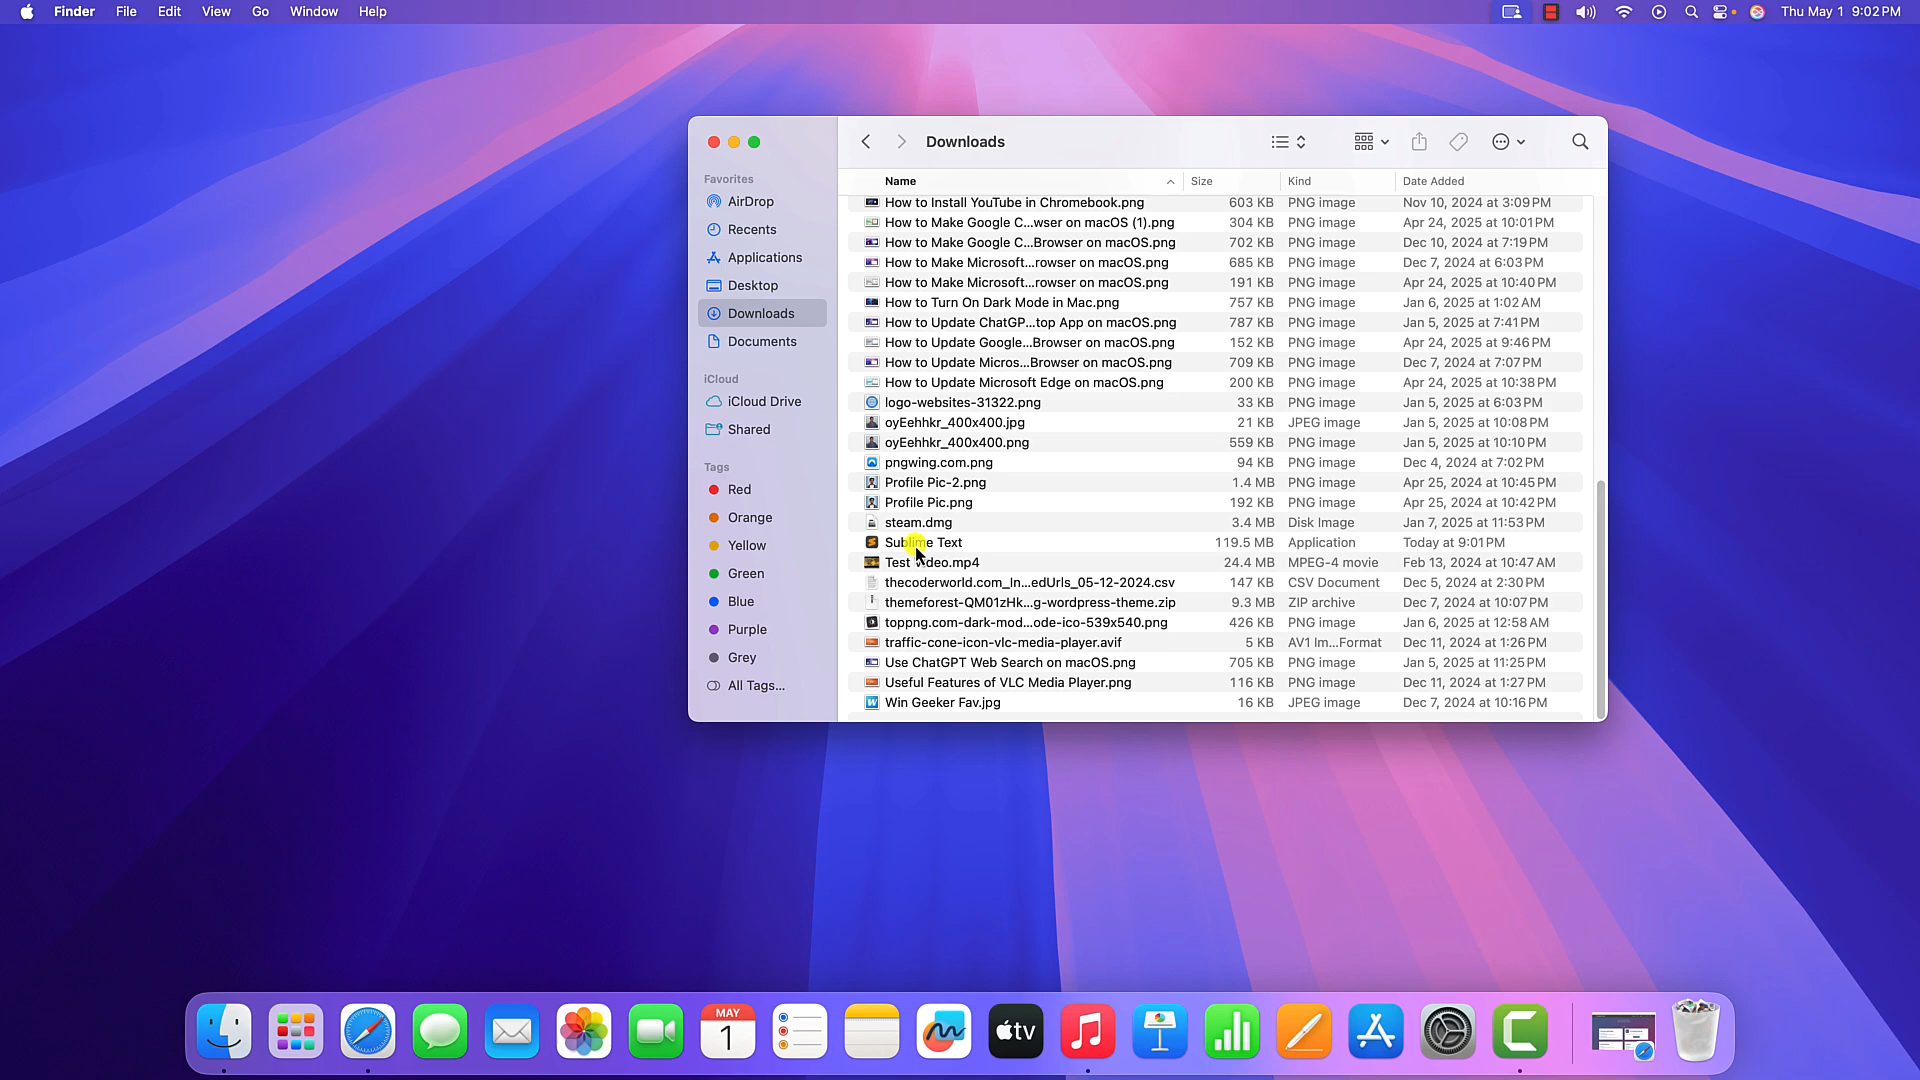 Finder File Edit View Go Window Help
Thu May 1 9:02 PM
Downloads
Favorites
AirDrop
Recents
Applications
Desktop
Downloads
Documents
iCloud
iCloud Drive
Shared
Tags
Red
Orange
Yellow
Green
Blue
Purple
Grey
All Tags...
Name Size Kind Date Added
How to Install YouTube in Chromebook.png 603 KB PNG image Nov 10, 2024 at 3:09 PM
How to Make Google C...wser on macOS (1).png 304 KB PNG image Apr 24, 2025 at 10:01 PM
How to Make Google C...Browser on macOS.png 702 KB PNG image Dec 10, 2024 at 7:19 PM
How to Make Microsoft...rowser on macOS.png 685 KB PNG image Dec 7, 2024 at 6:03 PM
How to Make Microsoft...rowser on macOS.png 191 KB PNG image Apr 24, 2025 at 10:40 PM
How to Turn On Dark Mode in Mac.png 757 KB PNG image Jan 6, 2025 at 1:02 AM
How to Update ChatGP...top App on macOS.png 787 KB PNG image Jan 5, 2025 at 7:41 PM
How to Update Google...Browser on macOS.png 152 KB PNG image Apr 24, 2025 at 9:46 PM
How to Update Micros...Browser on macOS.png 709 KB PNG image Dec 7, 2024 at 7:07 PM
How to Update Microsoft Edge on macOS.png 200 KB PNG image Apr 24, 2025 at 10:38 PM
logo-websites-31322.png 33 KB PNG image Jan 5, 2025 at 6:03 PM
oyEehhkr_400x400.jpg 21 KB JPEG image Jan 5, 2025 at 10:08 PM
oyEehhkr_400x400.png 559 KB PNG image Jan 5, 2025 at 10:10 PM
pngwing.com.png 94 KB PNG image Dec 4, 2024 at 7:02 PM
Profile Pic-2.png 1.4 MB PNG image Apr 25, 2024 at 10:45 PM
Profile Pic.png 192 KB PNG image Apr 25, 2024 at 10:42 PM
steam.dmg 3.4 MB Disk Image Jan 7, 2025 at 11:53 PM
Sublime Text 119.5 MB Application Today at 9:01 PM
Test Video.mp4 24.4 MB MPEG-4 movie Feb 13, 2024 at 10:47 AM
thecoderworld.com_In...edUrls_05-12-2024.csv 147 KB CSV Document Dec 5, 2024 at 2:30 PM
themeforest-QM01zHk...g-wordpress-theme.zip 9.3 MB ZIP archive Dec 7, 2024 at 10:07 PM
toppng.com-dark-mod...ode-ico-539x540.png 426 KB PNG image Jan 6, 2025 at 12:58 AM
traffic-cone-icon-vlc-media-player.avif 5 KB AV1 Im...Format Dec 11, 2024 at 1:26 PM
Use ChatGPT Web Search on macOS.png 705 KB PNG image Jan 5, 2025 at 11:25 PM
Useful Features of VLC Media Player.png 116 KB PNG image Dec 11, 2024 at 1:27 PM
Win Geeker Fav.jpg 16 KB JPEG image Dec 7, 2024 at 10:16 PM
MAY
1
tv